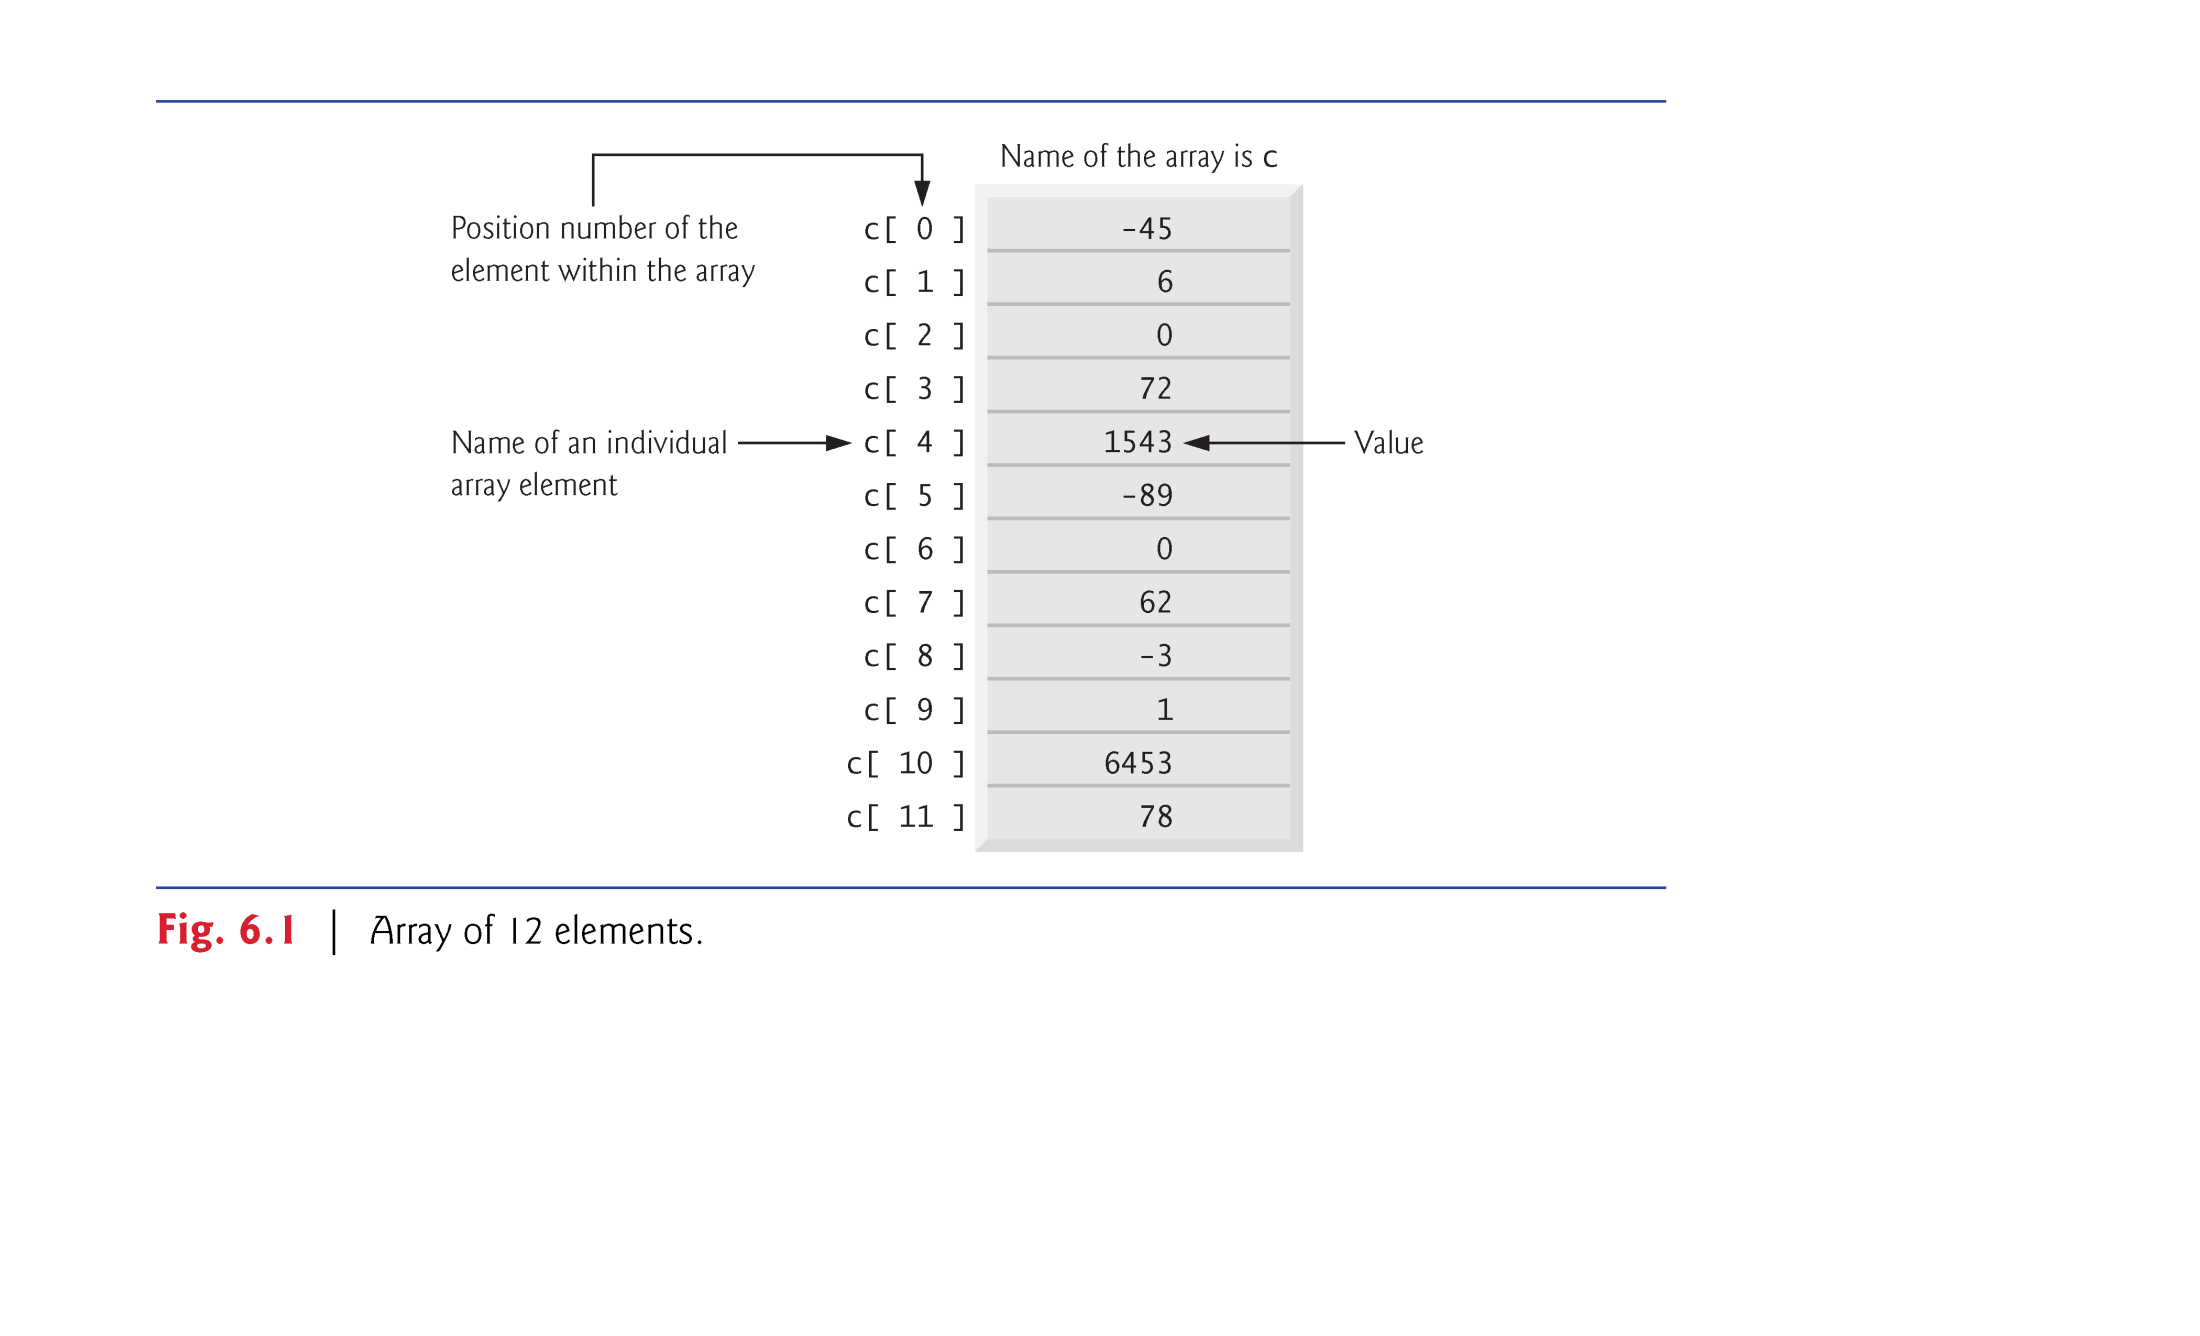 Name of the array is c
Position number of the
element within the array
c[ 0 ] -45
c[ 1 ] 6
c[ 2 ] 0
c[ 3 ] 72
Name of an individual
array element
c[ 4 ] 1543 Value
c[ 5 ] -89
c[ 6 ] 0
c[ 7 ] 62
c[ 8 ] -3
c[ 9 ] 1
c[ 10 ] 6453
c[ 11 ] 78
Fig. 6.1 | Array of 12 elements.